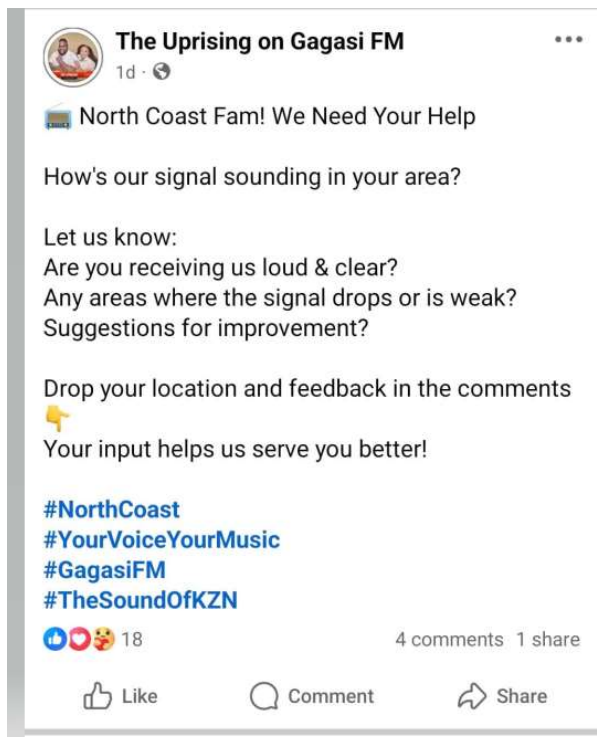 The Uprising on Gagasi FM
1d ·
📻 North Coast Fam! We Need Your Help
How's our signal sounding in your area?
Let us know:
Are you receiving us loud & clear?
Any areas where the signal drops or is weak?
Suggestions for improvement?
Drop your location and feedback in the comments
👇
Your input helps us serve you better!
#NorthCoast
#YourVoiceYourMusic
#GagasiFM
#TheSoundOfKZN
18 4 comments 1 share
Like Comment Share